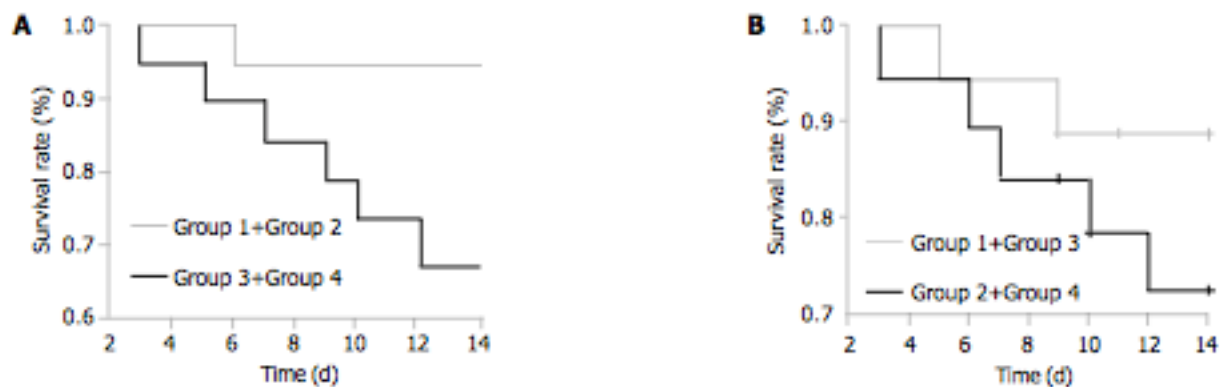 A
1.0
0.9
0.8
0.7
0.6
Survival rate (%)
Group 1+Group 2
Group 3+Group 4
2 4 6 8 10 12 14
Time (d)
B
1.0
0.9
0.8
0.7
Survival rate (%)
Group 1+Group 3
Group 2+Group 4
2 4 6 8 10 12 14
Time (d)